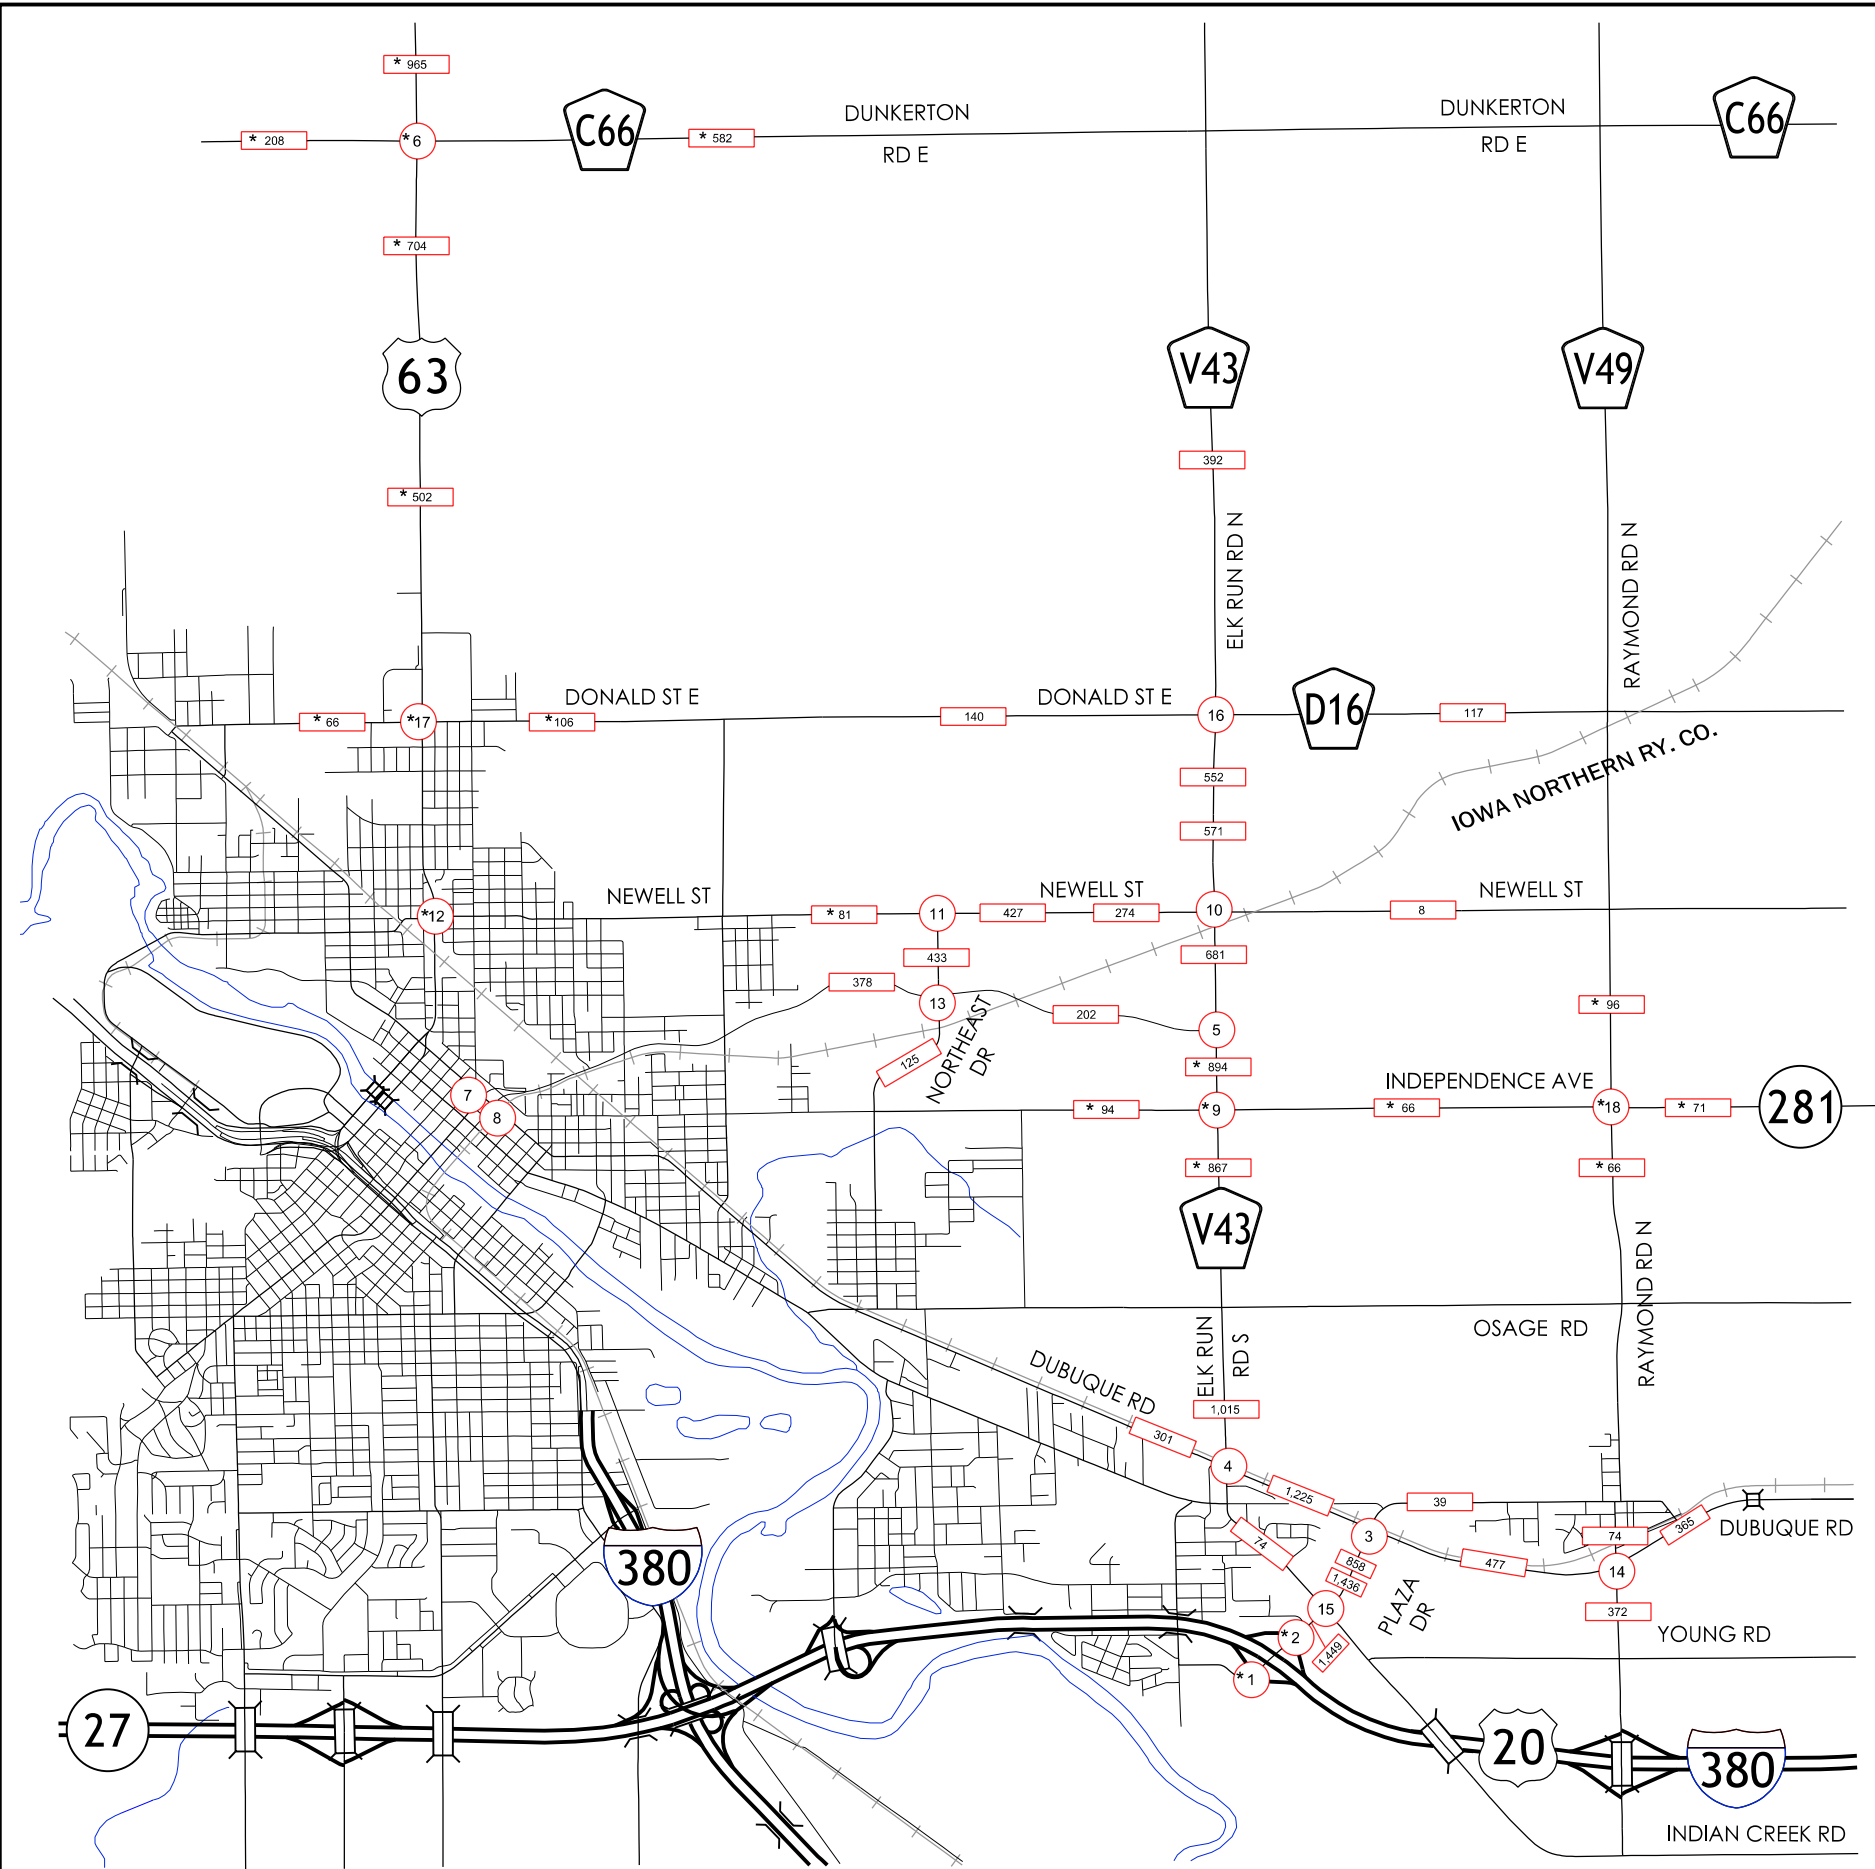 * 965
* 208
*6
C66
* 582
DUNKERTON
RD E
DUNKERTON
RD E
C66
* 704
63
V43
V49
392
* 502
ELK RUN RD N
RAYMOND RD N
* 66
*17
*106
DONALD ST E
140
DONALD ST E
16
D16
117
552
IOWA NORTHERN RY. CO.
571
*12
NEWELL ST
* 81
11
427
NEWELL ST
274
10
8
NEWELL ST
433
681
378
13
202
5
* 96
125
NORTHEAST
DR
* 894
7
8
* 94
*9
INDEPENDENCE AVE
* 66
*18
* 71
281
* 867
* 66
V43
RAYMOND RD N
OSAGE RD
ELK RUN
RD S
DUBUQUE RD
1,015
301
4
1,225
39
3
74
858
1,436
477
74
365
DUBUQUE RD
14
380
PLAZA
DR
15
372
*2
1,449
YOUNG RD
*1
27
20
380
INDIAN CREEK RD